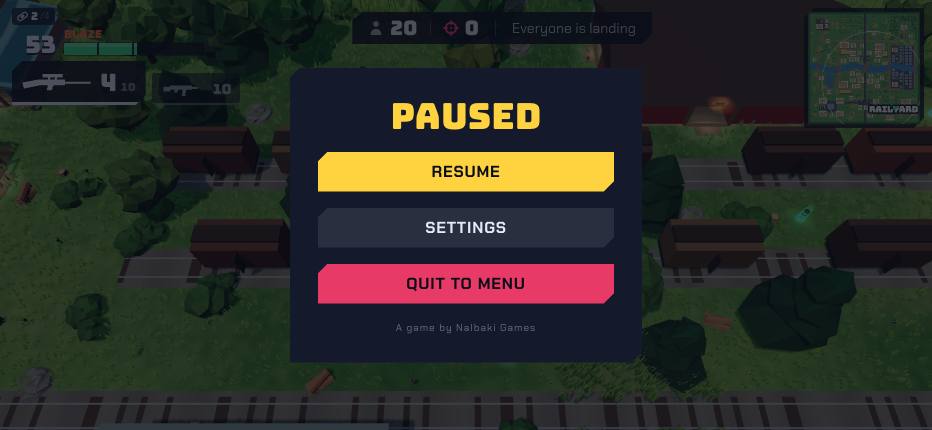 2/4
53
BLAZE
4 10
10
20
0
Everyone is landing
RAILYARD
PAUSED
RESUME
SETTINGS
QUIT TO MENU
A game by Nalbaki Games